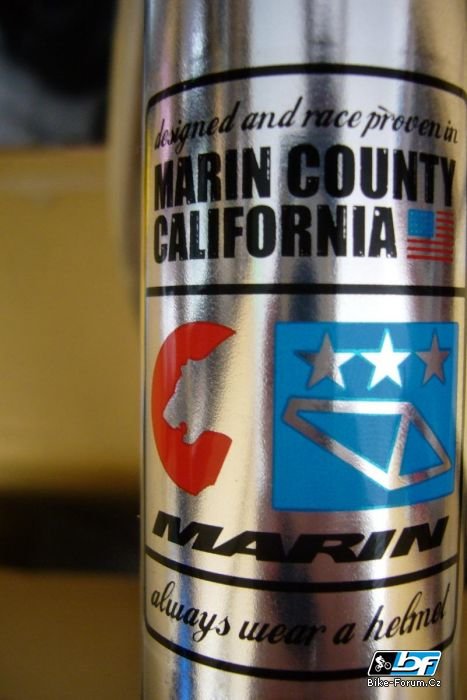 designed and race proven in
MARIN COUNTY
CALIFORNIA
MARIN
always wear a helmet
bf
Bike-Forum.Cz